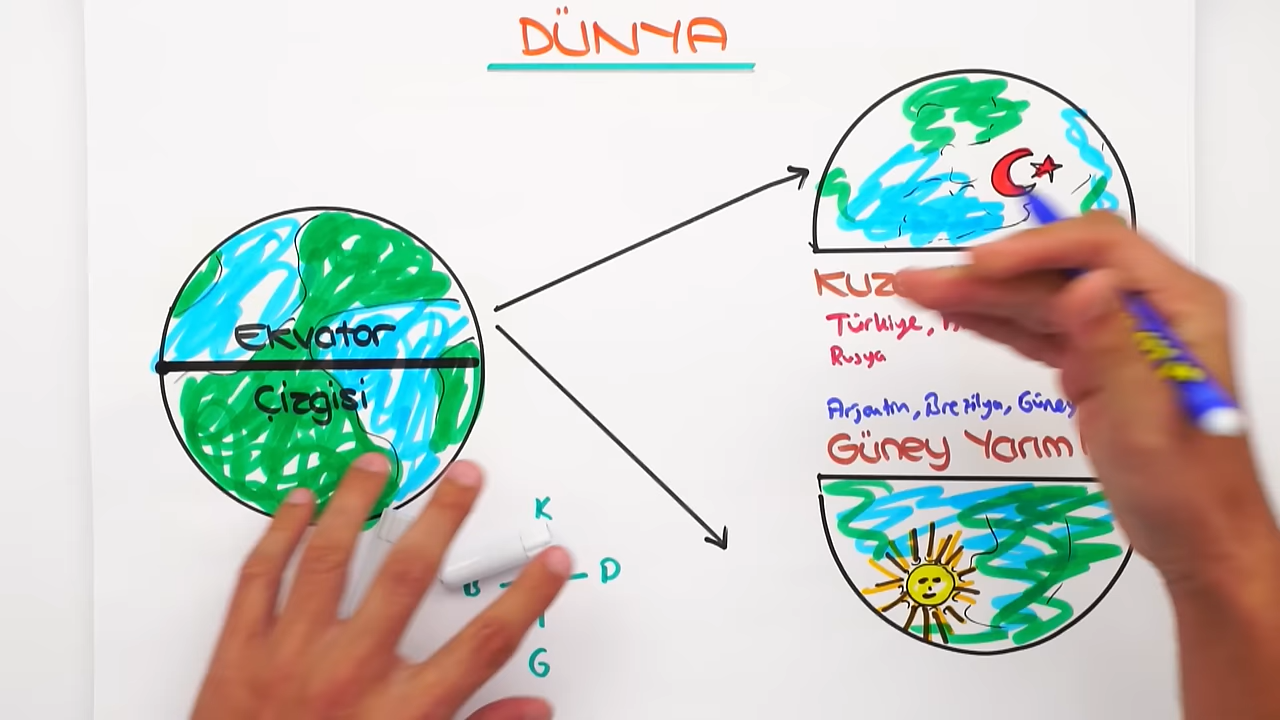 DÜNYA
Ekvator
Çizgisi
Türkiye,
Rusya
Arjantin, Brezilya, Güney
Güney Yarım
K
B
D
G